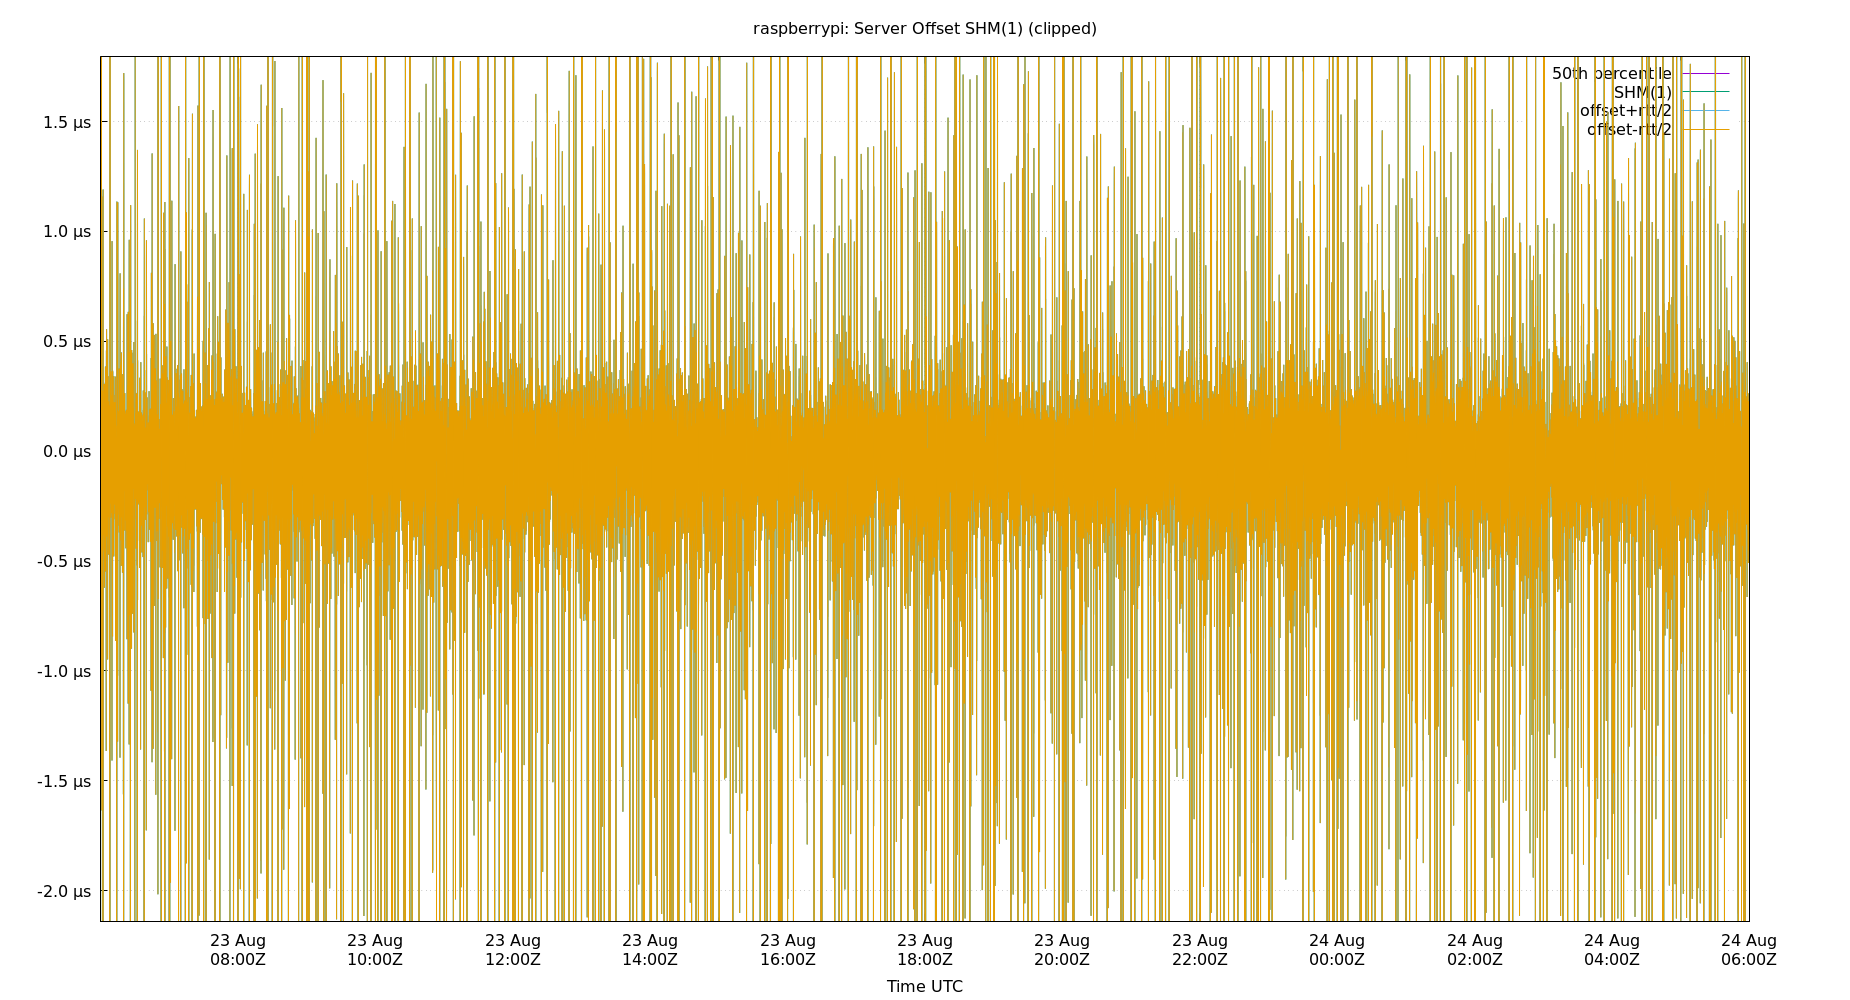 raspberrypi: Server Offset SHM(1) (clipped)
50th percentile
SHM(1)
offset+rtt/2
offset-rtt/2
1.5 µs
1.0 µs
0.5 µs
0.0 µs
-0.5 µs
-1.0 µs
-1.5 µs
-2.0 µs
23 Aug 23 Aug 23 Aug 23 Aug 23 Aug 23 Aug 23 Aug 23 Aug 24 Aug 24 Aug 24 Aug 24 Aug
08:00Z 10:00Z 12:00Z 14:00Z 16:00Z 18:00Z 20:00Z 22:00Z 00:00Z 02:00Z 04:00Z 06:00Z
Time UTC